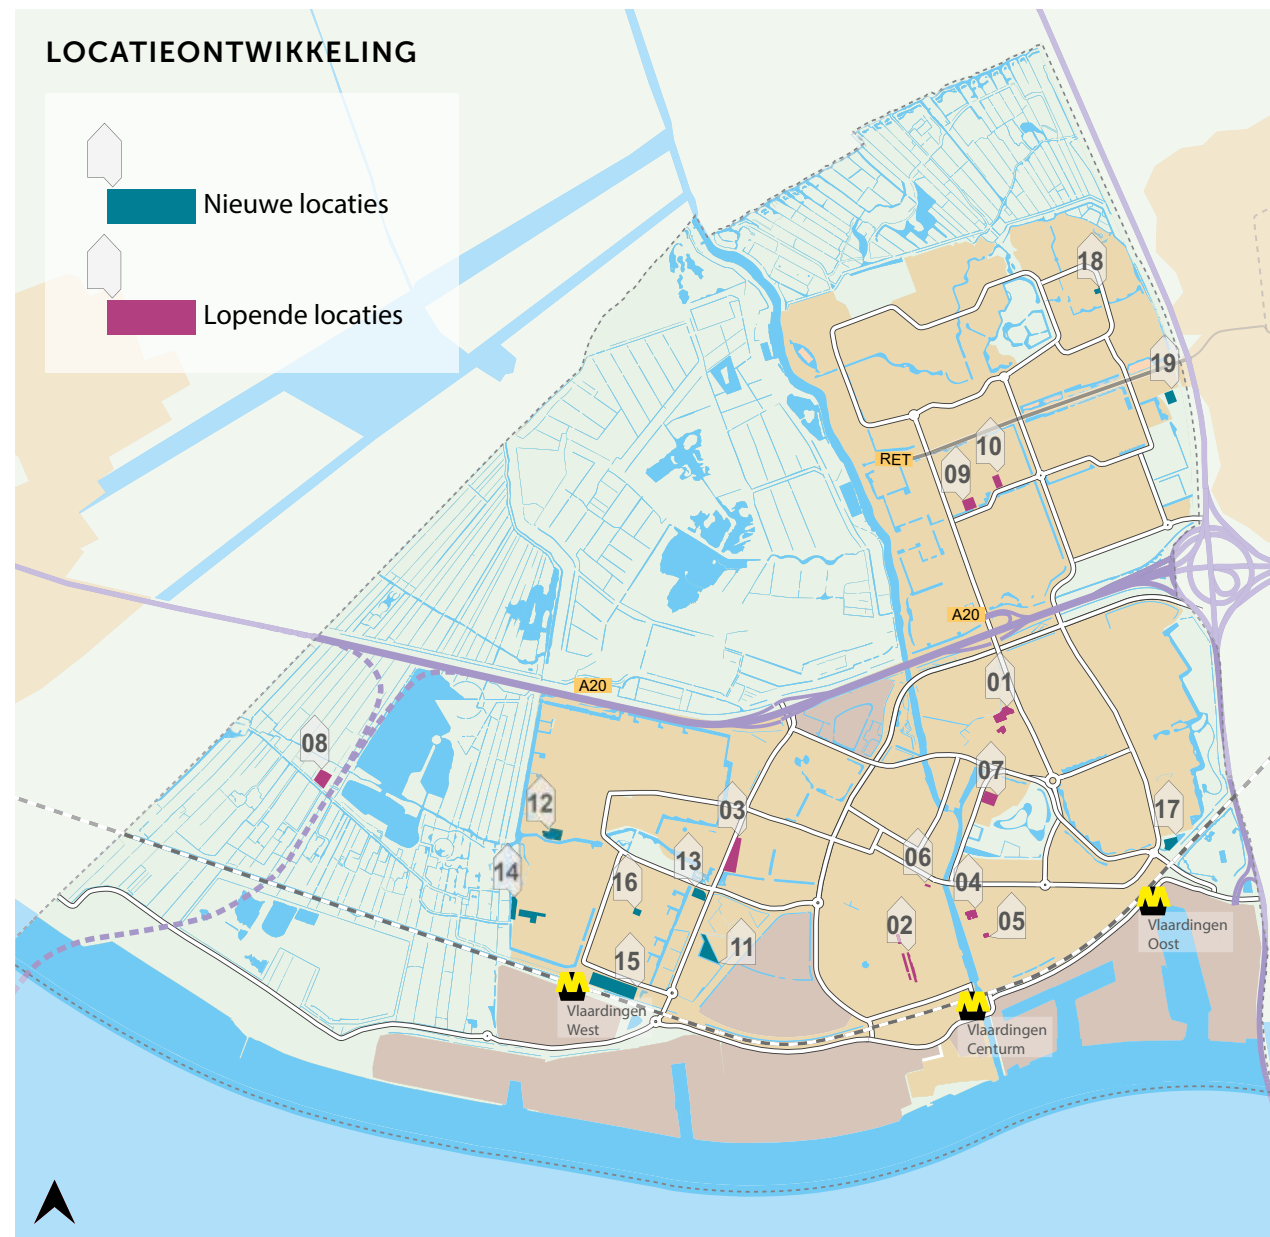 LOCATIEONTWIKKELING
Nieuwe locaties
Lopende locaties
18
19
10
RET
09
A20
A20
01
08
07
12
03
17
06
13
14
16
04
02
05
11
15
Vlaardingen
Oost
Vlaardingen
West
Vlaardingen
Centurm